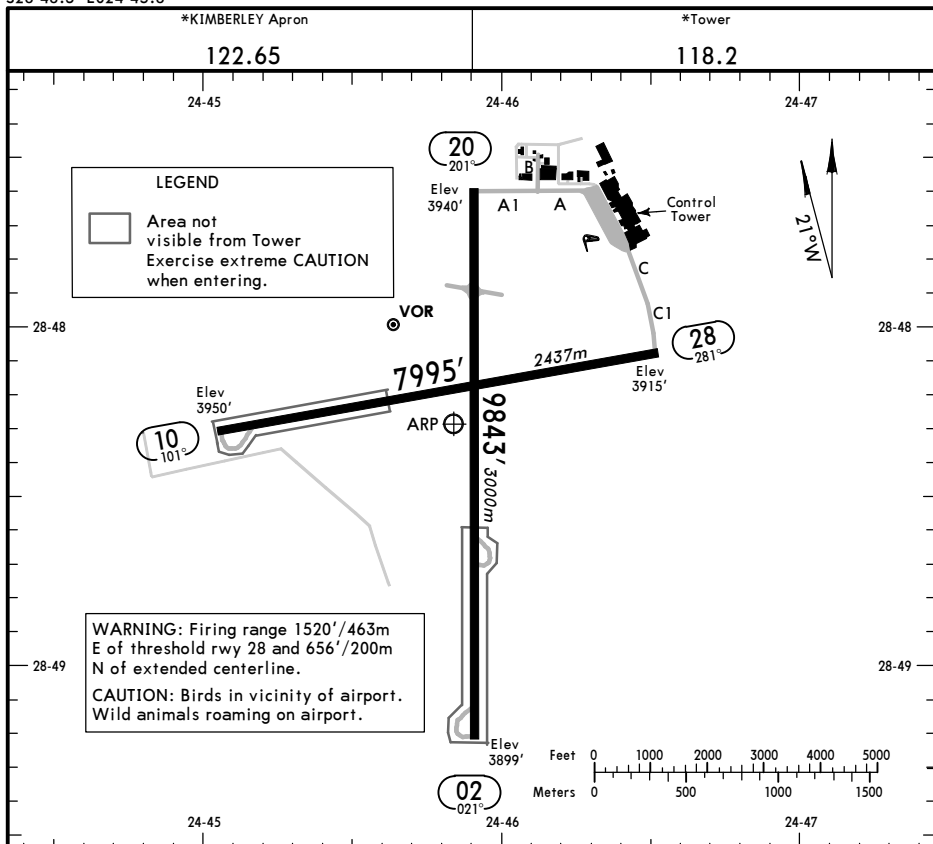 *KIMBERLEY Apron
122.65
*Tower
118.2
24-45
24-46
24-47
20
201°
Elev
3940'
B
A1
A
Control
Tower
LEGEND
Area not
visible from Tower
Exercise extreme CAUTION
when entering.
21°W
C
C1
VOR
28-48
28-48
28
281°
Elev
3915'
2437m
7995'
Elev
3950'
10
101°
ARP
9843'
3000m
WARNING: Firing range 1520'/463m
E of threshold rwy 28 and 656'/200m
N of extended centerline.
CAUTION: Birds in vicinity of airport.
Wild animals roaming on airport.
28-49
28-49
Elev
3899'
02
021°
Feet 0 1000 2000 3000 4000 5000
Meters 0 500 1000 1500
24-45
24-46
24-47